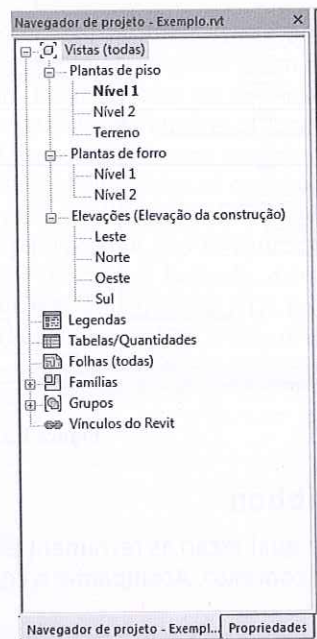 Navegador de projeto - Exemplo.rvt
Vistas (todas)
Plantas de piso
Nível 1
Nível 2
Terreno
Plantas de forro
Nível 1
Nível 2
Elevações (Elevação da construção)
Leste
Norte
Oeste
Sul
Legendas
Tabelas/Quantidades
Folhas (todas)
Famílias
Grupos
Vínculos do Revit
Navegador de projeto - Exempl... Propriedades